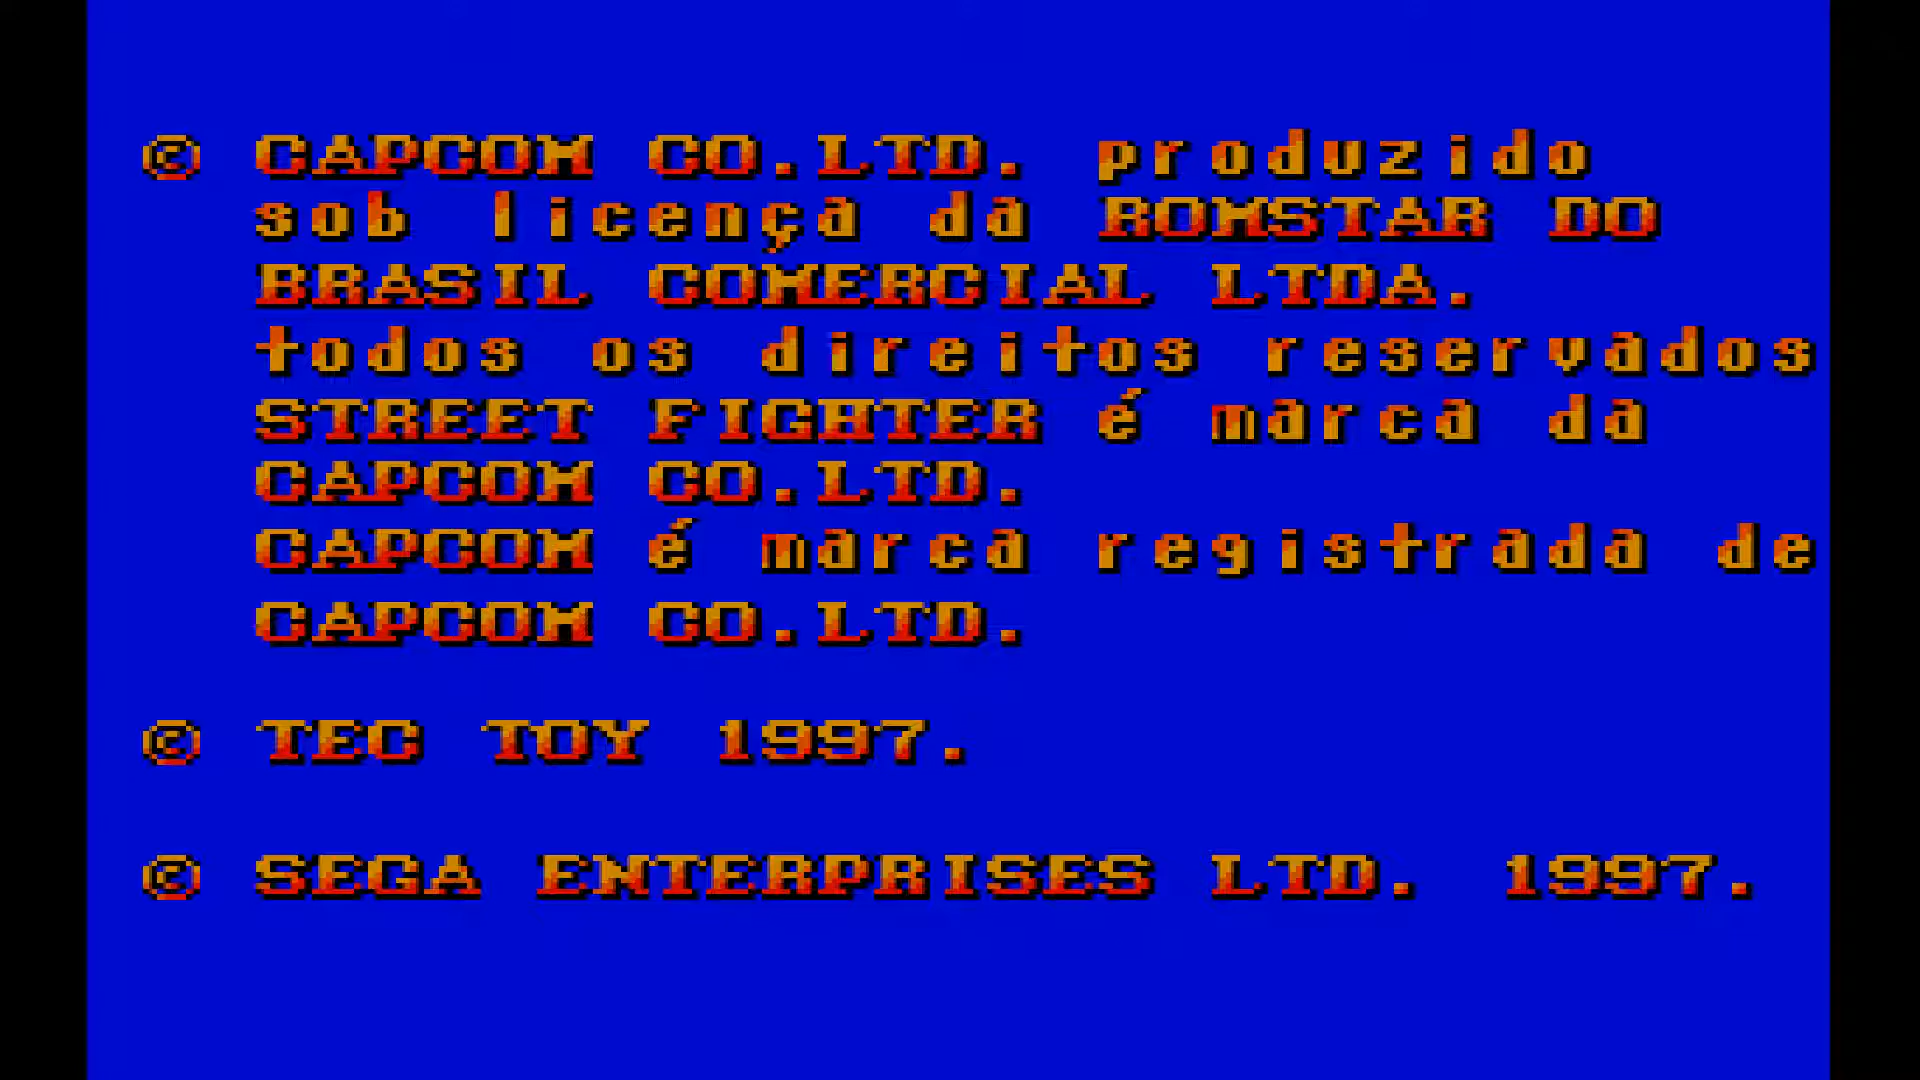 © CAPCOM CO.LTD. produzido
sob licença da ROMSTAR DO
BRASIL COMERCIAL LTDA.
todos os direitos reservados
STREET FIGHTER é marca da
CAPCOM CO.LTD.
CAPCOM é marca registrada de
CAPCOM CO.LTD.
© TEC TOY 1997.
© SEGA ENTERPRISES LTD. 1997.